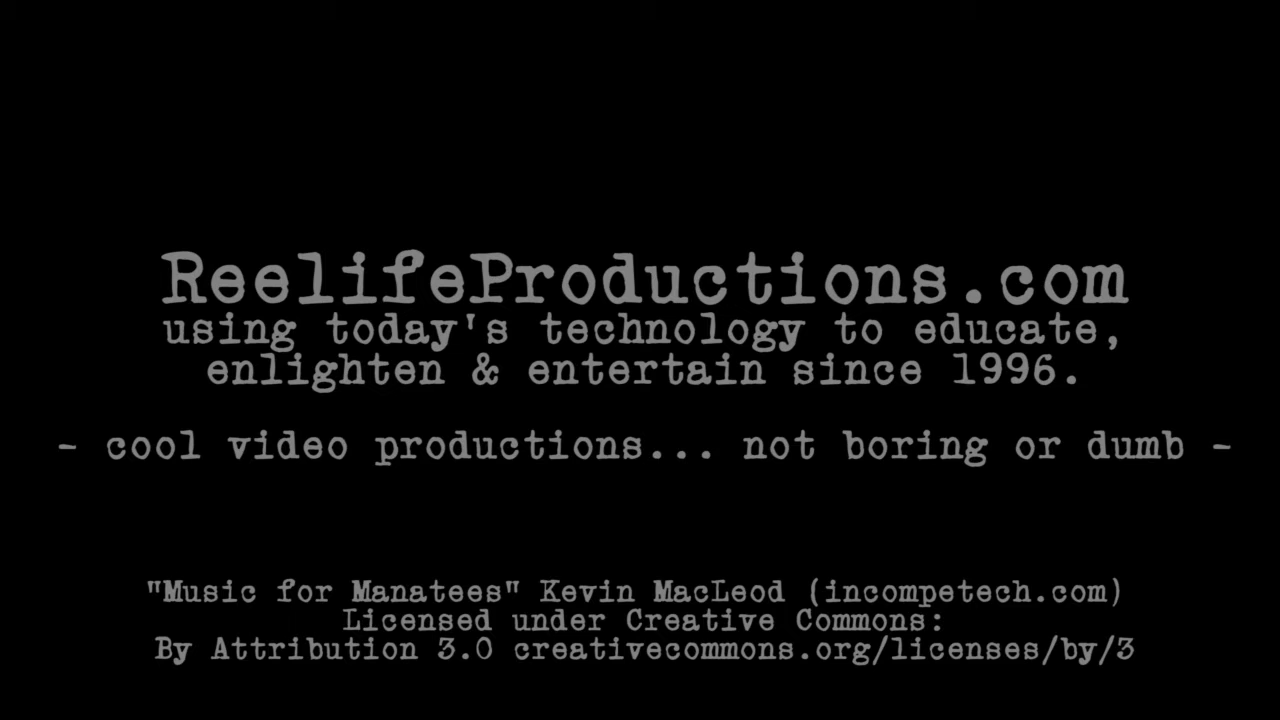 ReelifeProductions.com
using today's technology to educate,
enlighten & entertain since 1996.
- cool video productions... not boring or dumb -
"Music for Manatees" Kevin MacLeod (incompetech.com)
Licensed under Creative Commons:
By Attribution 3.0 creativecommons.org/licenses/by/3